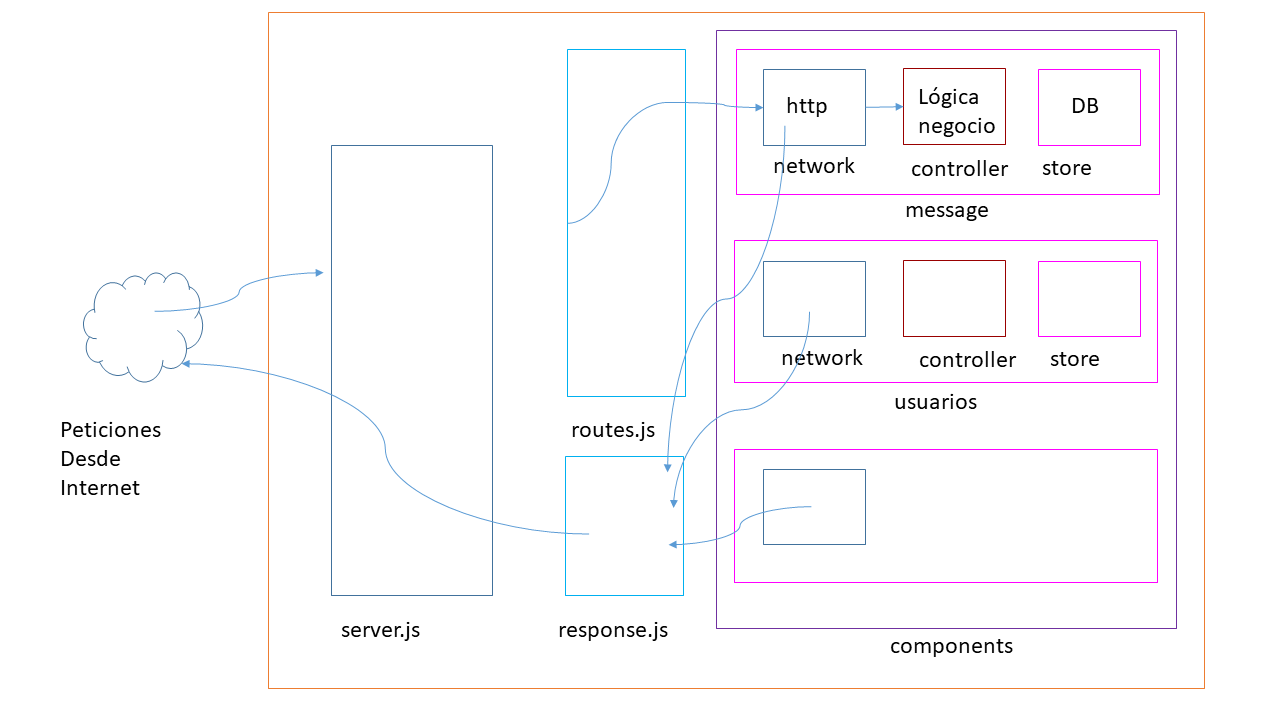 http
Lógica
negocio
DB
network
controller
store
message
network
controller
store
usuarios
routes.js
Peticiones
Desde
Internet
server.js
response.js
components